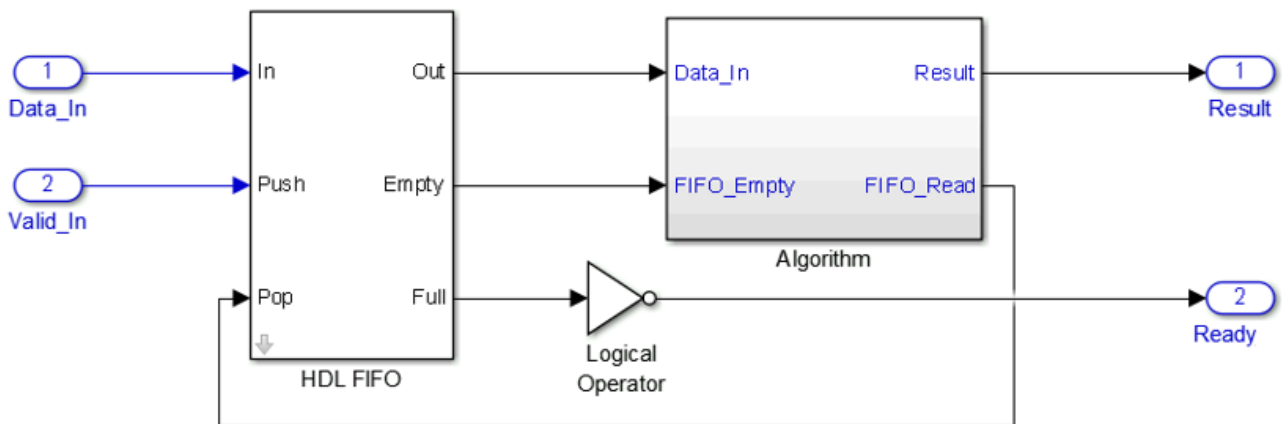 1
Data_In
2
Valid_In
In
Out
Push
Empty
Pop
Full
HDL FIFO
Data_In
Result
FIFO_Empty
FIFO_Read
Algorithm
Logical
Operator
1
Result
2
Ready